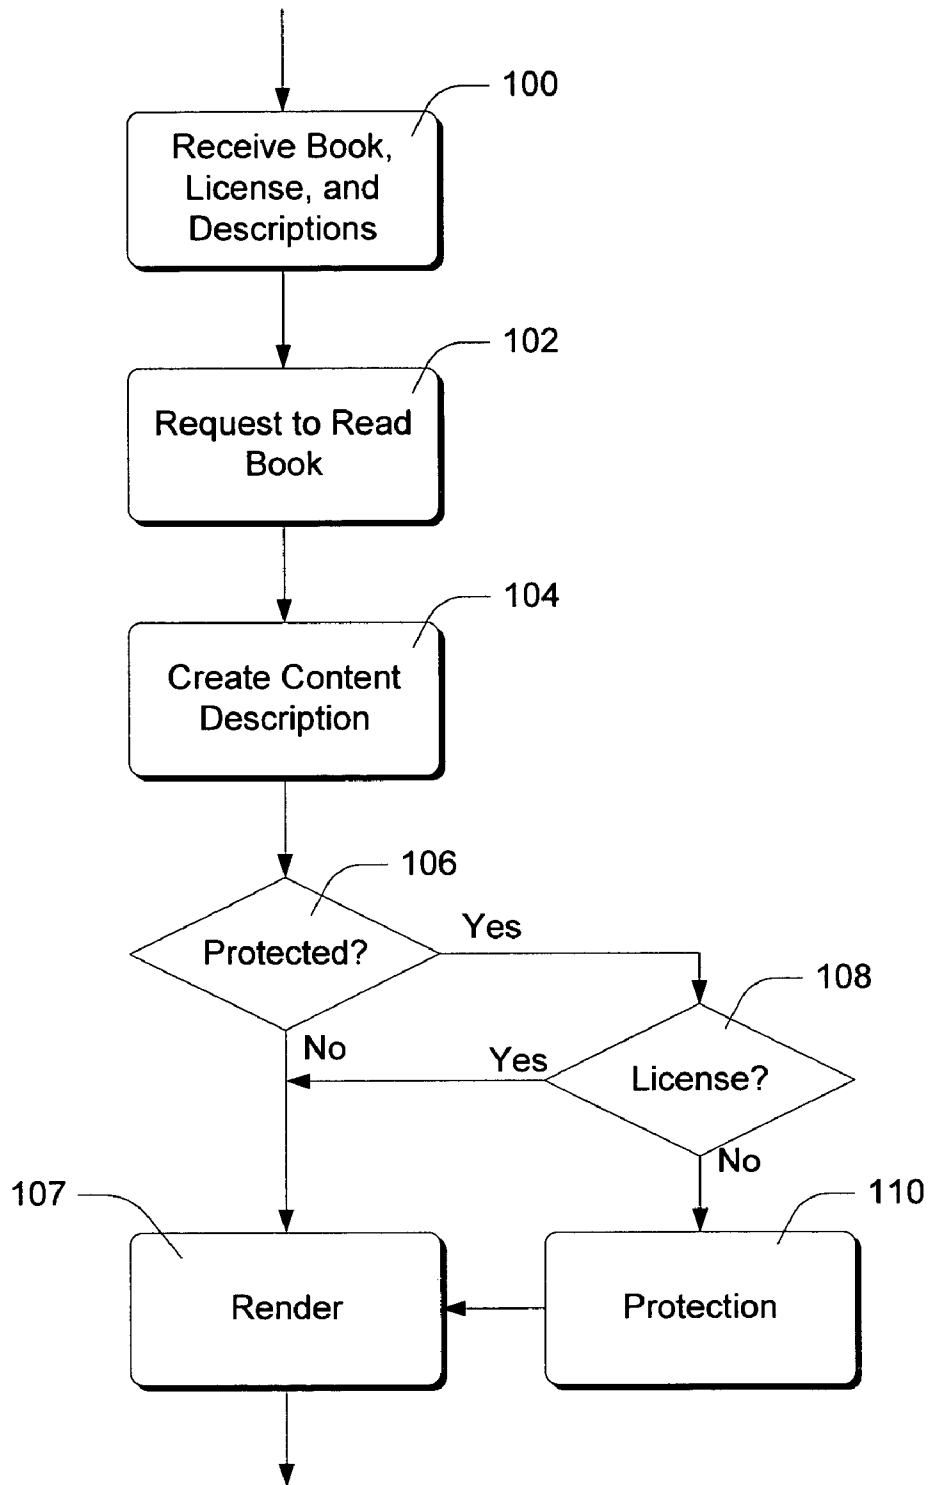 100
Receive Book,
License, and
Descriptions
102
Request to Read
Book
104
Create Content
Description
106
Protected?
Yes
108
No
Yes
License?
No
107
110
Render
Protection